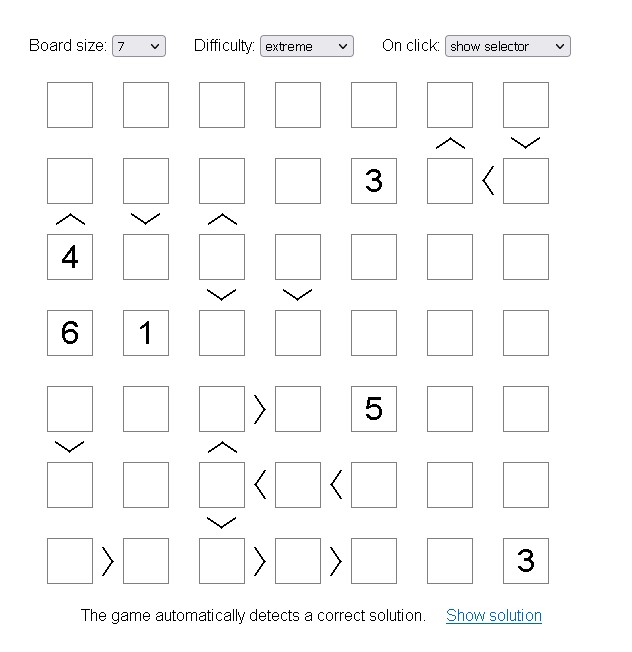 Board size: 7 Difficulty: extreme On click: show selector
3
4
6 1
5
3
The game automatically detects a correct solution. Show solution